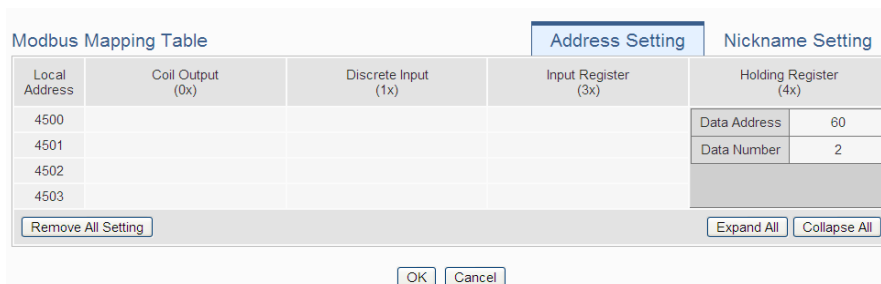 Modbus Mapping Table Address Setting Nickname Setting
Local Address Coil Output (0x) Discrete Input (1x) Input Register (3x) Holding Register (4x)
4500 Data Address 60
4501 Data Number 2
4502
4503
Remove All Setting Expand All Collapse All
OK Cancel